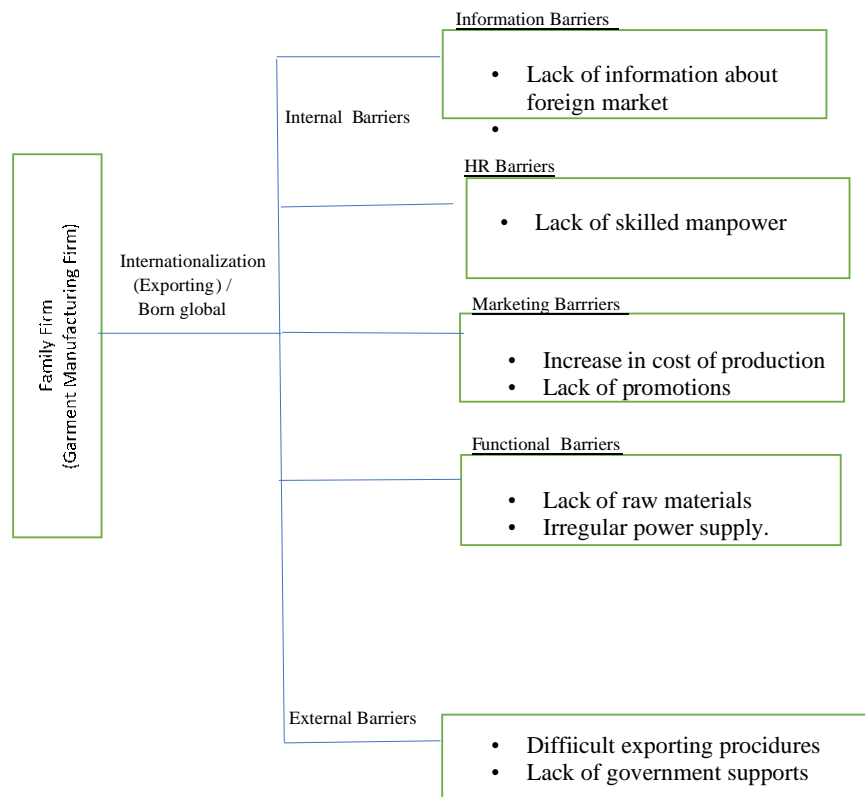 Information Barriers
• Lack of information about
foreign market
•
Internal Barriers
HR Barriers
• Lack of skilled manpower
Family Firm
(Garment Manufacturing Firm)
Internationalization
(Exporting) /
Born global
Marketing Barrriers
• Increase in cost of production
• Lack of promotions
Functional Barriers
• Lack of raw materials
• Irregular power supply.
External Barriers
• Diffiicult exporting procidures
• Lack of government supports